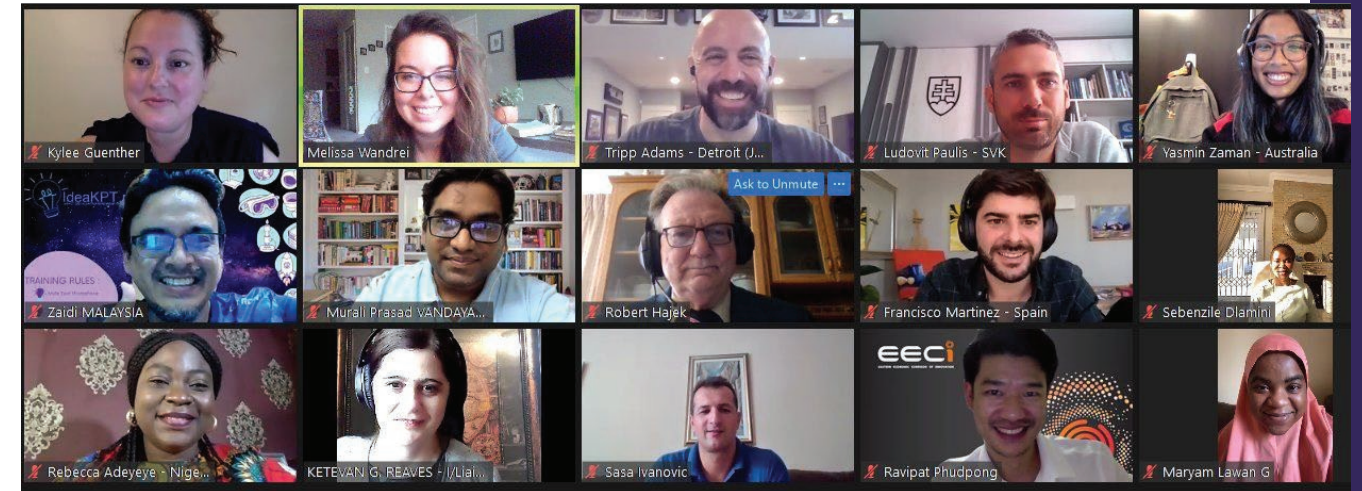 Kylee Guenther
Melissa Wandrei
Tripp Adams - Detroit (J...
Ludovit Paulis - SVK
Yasmin Zaman - Australia
IdeaKPT
TRAINING RULES
Zaidi MALAYSIA
Murali Prasad VANDAYA...
Ask to Unmute ...
Robert Hajek
Francisco Martinez - Spain
Sebenzile Dlamini
Rebecca Adeyeye - Nige...
KETEVAN G. REAVES - I/Liai...
Sasa Ivanovic
EECi
Ravipat Phudpong
Maryam Lawan G